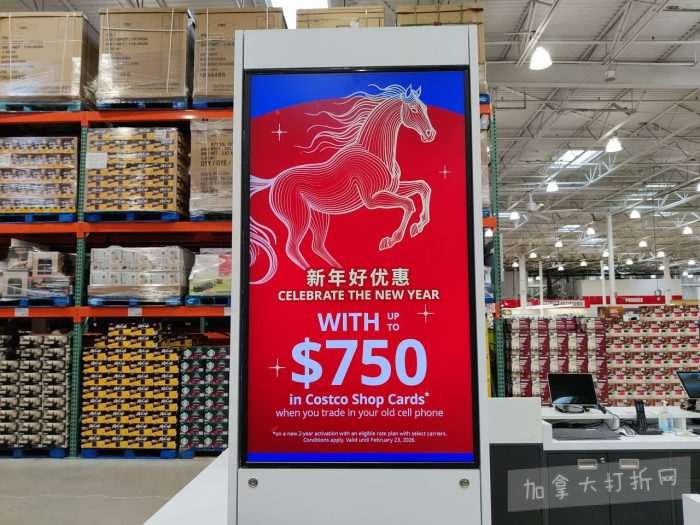 新年好优惠
CELEBRATE THE NEW YEAR
WITH UP TO
$750
in Costco Shop Cards*
when you trade in your old cell phone
*on a new 2-year activation with an eligible rate plan with select carriers.
Conditions apply. Valid until February 23, 2026.
加拿大打折网